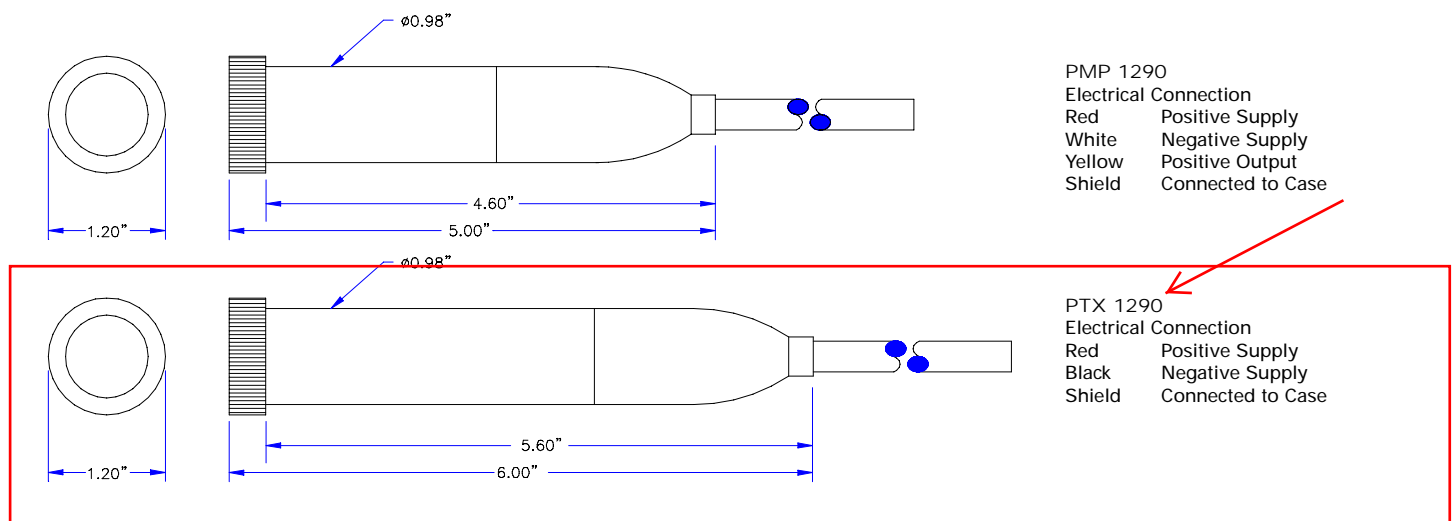 ø0.98”
4.60”
5.00”
1.20”
PMP 1290
Electrical Connection
Red Positive Supply
White Negative Supply
Yellow Positive Output
Shield Connected to Case
ø0.98”
5.60”
6.00”
1.20”
PTX 1290
Electrical Connection
Red Positive Supply
Black Negative Supply
Shield Connected to Case